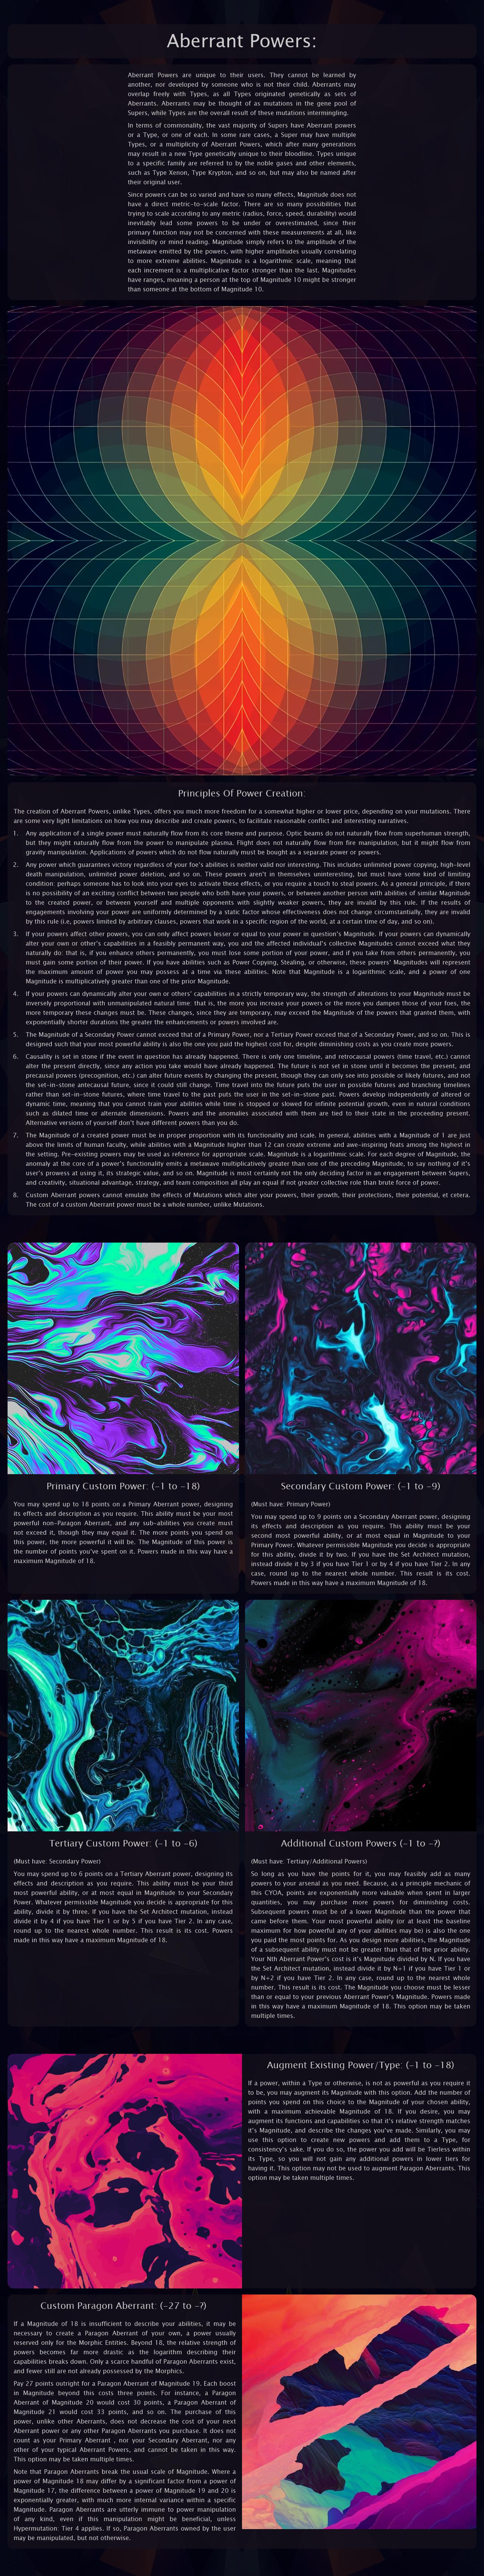 Aberrant Powers:
Aberrant Powers are unique to their users. They cannot be learned by
another, nor developed by someone who is not their child. Aberrants may
overlap freely with Types, as all Types originated genetically as sets of
Aberrants. Aberrants may be thought of as mutations in the gene pool of
Supers, while Types are the overall result of these mutations intermingling.
In terms of commonality, the vast majority of Supers have Aberrant powers
or a Type, or one of each. In some rare cases, a Super may have multiple
Types, or a multiplicity of Aberrant Powers, which after many generations
may result in a new Type genetically unique to their bloodline. Types unique
to a specific family are referred to by the noble gases and other elements,
such as Type Xenon, Type Krypton, and so on, but may also be named after
their original user.
Since powers can be so varied and have so many effects, Magnitude does not
have a direct metric-to-scale factor. There are so many possibilities that
trying to scale according to any metric (radius, force, speed, durability) would
inevitably lead some powers to be under or overestimated, since their
primary function may not be compatible with these measurements at all, like
invisibility or mind reading. Magnitude simply refers to the amplitude of the
metawave emitted by the powers, with higher amplitudes usually correlating
to more extreme abilities. Magnitude is a logarithmic scale, meaning that
each increment is a multiplicative factor stronger than the last. Magnitudes
have ranges, meaning a person at the top of Magnitude 10 might be stronger
than someone at the bottom of Magnitude 10.
Principles Of Power Creation:
The creation of Aberrant Powers, unlike Types, offers you much more freedom for a somewhat higher or lower price, depending on your mutations. There
are some very light limitations on how you may describe and create powers, to facilitate reasonable conflict and interesting narratives.
1. Any application of a single power must naturally flow from its core theme and purpose. Optic beams do not naturally flow from superhuman strength,
but they might naturally flow from the power to manipulate plasma. Flight does not naturally flow from fire manipulation, but it might flow from
gravity manipulation. Applications of powers which do not flow naturally must be bought as a separate power or powers.
2. Any power which guarantees victory regardless of your foe's abilities is neither valid nor interesting. This includes unlimited power copying, high-level
death manipulation, unlimited power deletion, and so on. These powers aren't in themselves uninteresting, but must have some kind of limiting
condition: perhaps someone has to look into your eyes to activate these effects, or you require a touch to steal powers. As a general principle, if there
is no possibility of an exciting conflict between two people who both have your powers, or between another person with abilities of similar Magnitude
to the created power, or between yourself and multiple opponents with slightly weaker powers, they are invalid by this rule. If the results of
engagements involving your power are uniformly determined by a static factor whose effectiveness does not change circumstantially, they are invalid
by this rule (i.e, powers limited by arbitrary clauses, powers that work in a specific region of the world, at a certain time of day, and so on).
3. If your powers affect other powers, you can only affect powers lesser or equal to your power in question's Magnitude. If your powers can dynamically
alter your own or other's capabilities in a feasibly permanent way, you and the affected individual's collective Magnitudes cannot exceed what they
naturally do: that is, if you enhance others permanently, you must lose some portion of your power, and if you take from others permanently, you
must gain some portion of their power. If you have abilities such as Power Copying, Stealing, or otherwise, these powers' Magnitudes will represent
the maximum amount of power you may possess at a time via these abilities. Note that Magnitude is a logarithmic scale, and a power of one
Magnitude is multiplicatively greater than one of the prior Magnitude.
4. If your powers can dynamically alter your own or others' capabilities in a strictly temporary way, the strength of alterations to your Magnitude must be
inversely proportional with unmanipulated natural time: that is, the more you increase your powers or the more you dampen those of your foes, the
more temporary these changes must be. These changes, since they are temporary, may exceed the Magnitude of the powers that granted them, with
exponentially shorter durations the greater the enhancements or powers involved are.
5. The Magnitude of a Secondary Power cannot exceed that of a Primary Power, nor a Tertiary Power exceed that of a Secondary Power, and so on. This is
designed such that your most powerful ability is also the one you paid the highest cost for, despite diminishing costs as you create more powers.
6. Causality is set in stone if the event in question has already happened. There is only one timeline, and retrocausal powers (time travel, etc.) cannot
alter the present directly, since any action you take would have already happened. The future is not set in stone until it becomes the present, and
precausal powers (precognition, etc.) can alter future events by changing the present, though they can only see into possible or likely futures, and not
the set-in-stone antecausal future, since it could still change. Time travel into the future puts the user in possible futures and branching timelines
rather than set-in-stone futures, where time traveled to the past puts the user in the set-in-stone past. Powers develop independently of altered or
dynamic time, meaning that you cannot train your abilities while time is stopped or slowed for infinite potential growth, even in natural conditions
such as dilated time or alternate dimensions. Powers and the anomalies associated with them are tied to their state in the proceeding present.
Alternative versions of yourself don't have different powers than you do.
7. The Magnitude of a created power must be in proper proportion with its functionality and scale. In general, abilities with a Magnitude of 1 are just
above the limits of human faculty, while abilities with a Magnitude higher than 12 can create extreme and awe-inspiring feats among the highest in
the setting. Pre-existing powers may be used as reference for appropriate scale. Magnitude is a logarithmic scale. For each degree of Magnitude, the
anomaly at the core of a power's functionality emits a metawave multiplicatively greater than one of the preceding Magnitude, to say nothing of it's
user's prowess at using it, its strategic value, and so on. Magnitude is most certainly not the only deciding factor in an engagement between Supers,
and creativity, situational advantage, strategy, and team composition all play an equal if not greater collective role than brute force of power.
8. Custom Aberrant powers cannot emulate the effects of Mutations which alter your powers, their growth, their protections, their potential, et cetera.
The cost of a custom Aberrant power must be a whole number, unlike Mutations.
Primary Custom Power: (-1 to -18)
You may spend up to 18 points on a Primary Aberrant power, designing
its effects and description as you require. This ability must be your most
powerful non-Paragon Aberrant, and any sub-abilities you create must
not exceed it, though they may equal it. The more points you spend on
this power, the more powerful it will be. The Magnitude of this power is
the number of points you've spent on it. Powers made in this way have a
maximum Magnitude of 18.
Secondary Custom Power: (-1 to -9)
(Must have: Primary Power)
You may spend up to 9 points on a Secondary Aberrant power, designing
its effects and description as you require. This ability must be your
second most powerful ability, or at most equal in Magnitude to your
Primary Power. Whatever permissible Magnitude you decide is appropriate
for this ability, divide it by two. If you have the Set Architect mutation,
instead divide it by 3 if you have Tier 1 or by 4 if you have Tier 2. In any
case, round up to the nearest whole number. This result is its cost.
Powers made in this way have a maximum Magnitude of 18.
Tertiary Custom Power: (-1 to -6)
(Must have: Secondary Power)
You may spend up to 6 points on a Tertiary Aberrant power, designing its
effects and description as you require. This ability must be your third
most powerful ability, or at most equal in Magnitude to your Secondary
Power. Whatever permissible Magnitude you decide is appropriate for this
ability, divide it by three. If you have the Set Architect mutation, instead
divide it by 4 if you have Tier 1 or by 5 if you have Tier 2. In any case,
round up to the nearest whole number. This result is its cost. Powers
made in this way have a maximum Magnitude of 18.
Additional Custom Powers (-1 to -?)
(Must have: Tertiary/Additional Powers)
So long as you have the points for it, you may feasibly add as many
powers to your arsenal as you need. Because, as a principle mechanic of
this CYOA, points are exponentially more valuable when spent in larger
quantities, you may purchase more powers for diminishing costs.
Subsequent powers must be of a lower Magnitude than the power that
came before them. Your most powerful ability (or at least the baseline
maximum for how powerful any of your abilities may be) is also the one
you paid the most points for. As you design more abilities, the Magnitude
of a subsequent ability must not be greater than that of the prior ability.
Your Nth Aberrant Power's cost is it's Magnitude divided by N. If you have
the Set Architect mutation, instead divide it by N+1 if you have Tier 1 or
by N+2 if you have Tier 2. In any case, round up to the nearest whole
number. This result is its cost. The Magnitude you choose must be lesser
than or equal to your previous Aberrant Power's Magnitude. Powers made
in this way have a maximum Magnitude of 18. This option may be taken
multiple times.
Augment Existing Power/Type: (-1 to -18)
If a power, within a Type or otherwise, is not as powerful as you require it
to be, you may augment its Magnitude with this option. Add the number of
points you spend on this choice to the Magnitude of your chosen ability,
with a maximum achievable Magnitude of 18. If you desire, you may
augment its functions and capabilities so that it's relative strength matches
it's Magnitude, and describe the changes you've made. Similarly, you may
use this option to create new powers and add them to a Type, for
consistency's sake. If you do so, the power you add will be Tierless within
its Type, so you will not gain any additional powers in lower tiers for
having it. This option may not be used to augment Paragon Aberrants. This
option may be taken multiple times.
Custom Paragon Aberrant: (-27 to -?)
If a Magnitude of 18 is insufficient to describe your abilities, it may be
necessary to create a Paragon Aberrant of your own, a power usually
reserved only for the Morphic Entities. Beyond 18, the relative strength of
powers becomes far more drastic as the logarithm describing their
capabilities breaks down. Only a scarce handful of Paragon Aberrants exist,
and fewer still are not already possessed by the Morphics.
Pay 27 points outright for a Paragon Aberrant of Magnitude 19. Each boost
in Magnitude beyond this costs three points. For instance, a Paragon
Aberrant of Magnitude 20 would cost 30 points, a Paragon Aberrant of
Magnitude 21 would cost 33 points, and so on. The purchase of this
power, unlike other Aberrants, does not decrease the cost of your next
Aberrant power or any other Paragon Aberrants you purchase. It does not
count as your Primary Aberrant , nor your Secondary Aberrant, nor any
other of your typical Aberrant Powers, and cannot be taken in this way.
This option may be taken multiple times.
Note that Paragon Aberrants break the usual scale of Magnitude. Where a
power of Magnitude 18 may differ by a significant factor from a power of
Magnitude 17, the difference between a power of Magnitude 19 and 20 is
exponentially greater, with much more internal variance within a specific
Magnitude. Paragon Aberrants are utterly immune to power manipulation
of any kind, even if this manipulation might be beneficial, unless
Hypermutation: Tier 4 applies. If so, Paragon Aberrants owned by the user
may be manipulated, but not otherwise.